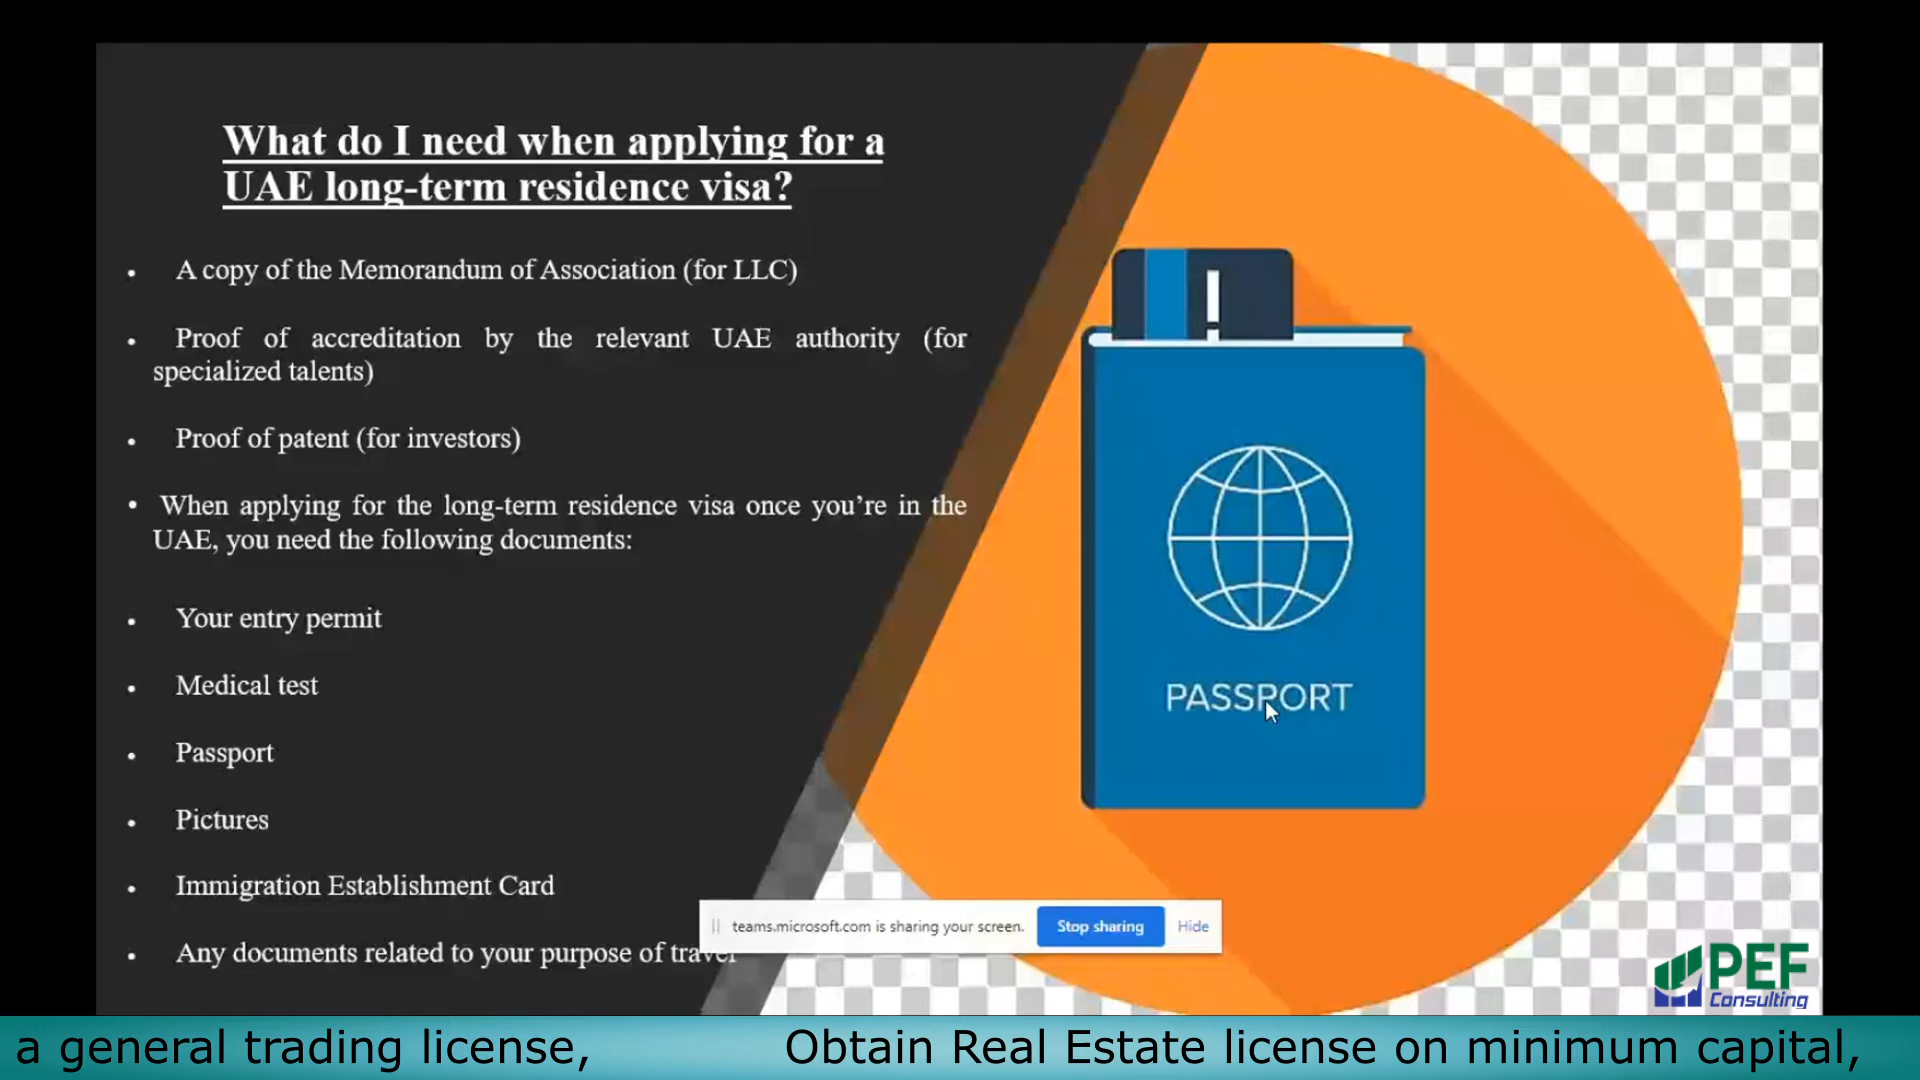 What do I need when applying for a
UAE long-term residence visa?
• A copy of the Memorandum of Association (for LLC)
• Proof of accreditation by the relevant UAE authority (for
specialized talents)
• Proof of patent (for investors)
• When applying for the long-term residence visa once you’re in the
UAE, you need the following documents:
• Your entry permit
• Medical test
• Passport
• Pictures
• Immigration Establishment Card
• Any documents related to your purpose of travel
PASSPORT
teams.microsoft.com is sharing your screen.
Stop sharing
Hide
PEF
Consulting
a general trading license, Obtain Real Estate license on minimum capital,